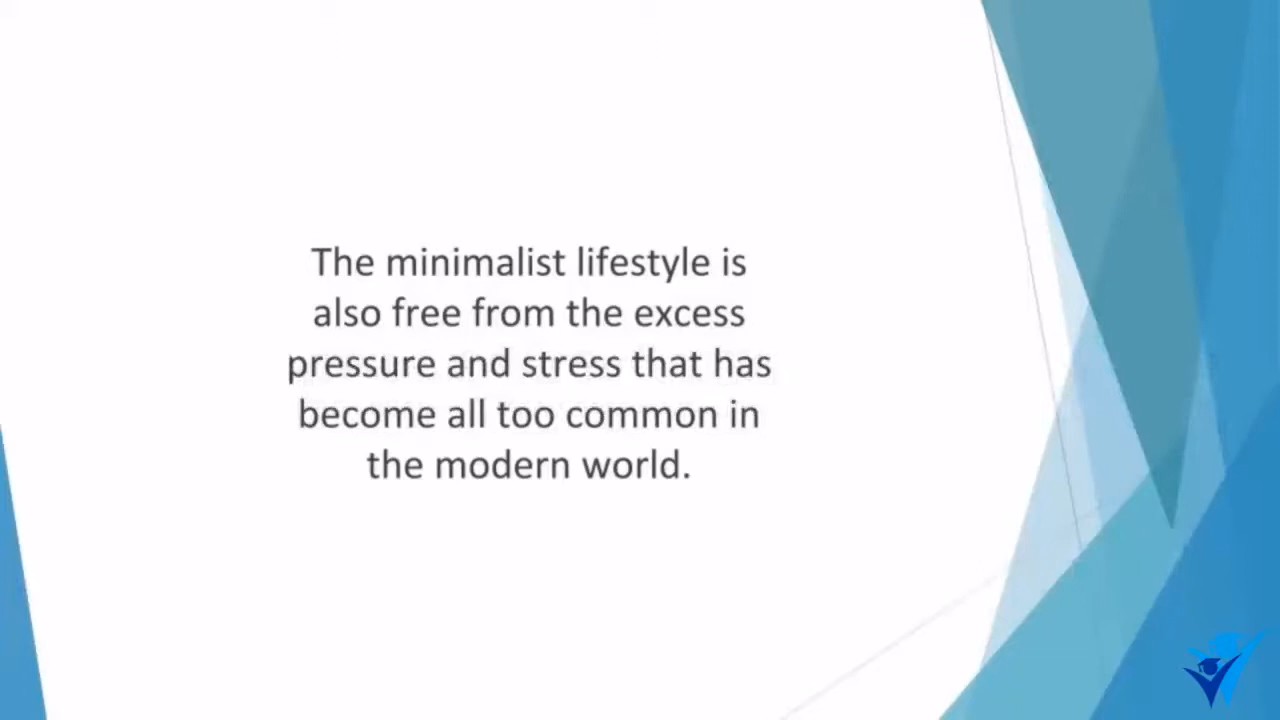 The minimalist lifestyle is
also free from the excess
pressure and stress that has
become all too common in
the modern world.